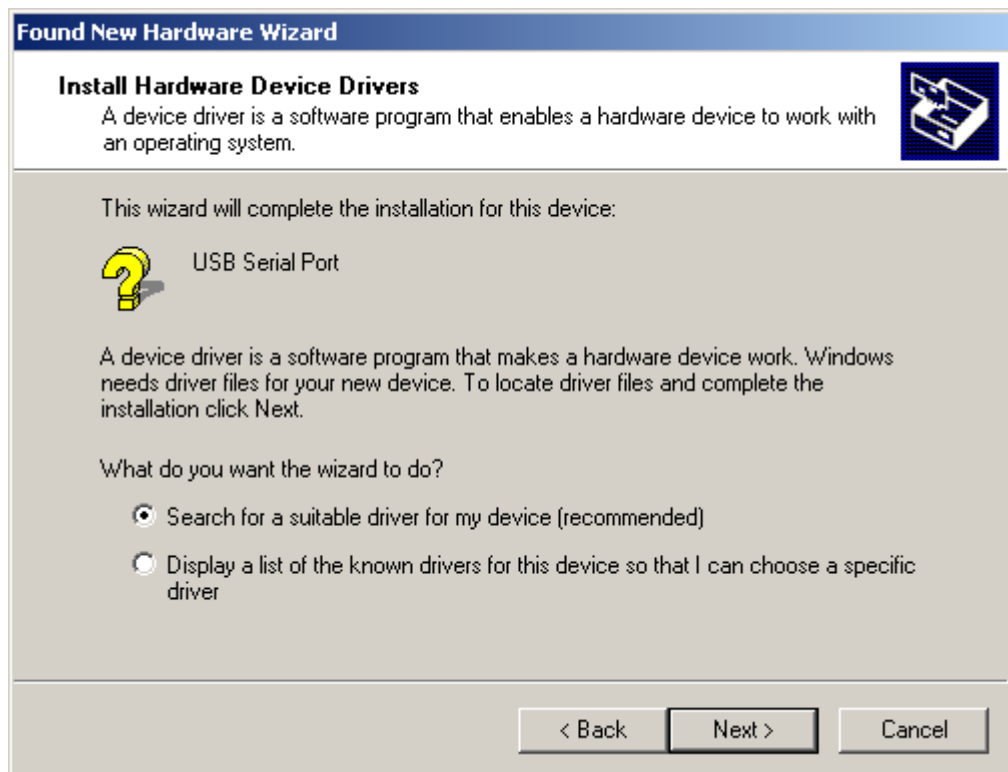 Found New Hardware Wizard
Install Hardware Device Drivers
A device driver is a software program that enables a hardware device to work with
an operating system.
This wizard will complete the installation for this device:
USB Serial Port
A device driver is a software program that makes a hardware device work. Windows
needs driver files for your new device. To locate driver files and complete the
installation click Next.
What do you want the wizard to do?
Search for a suitable driver for my device (recommended)
Display a list of the known drivers for this device so that I can choose a specific
driver
< Back Next > Cancel